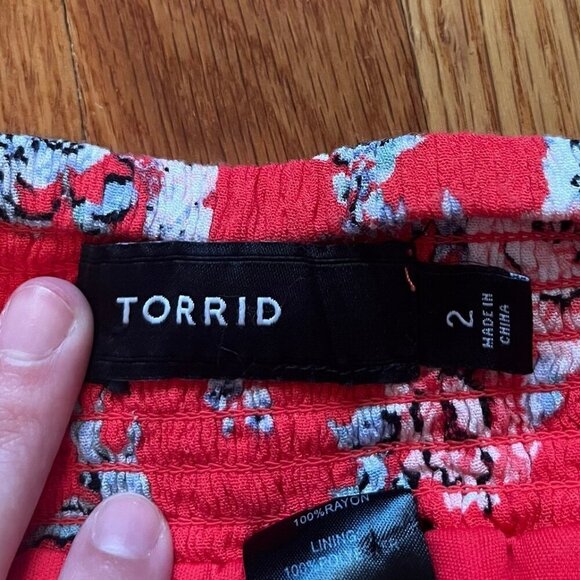 TORRID
2
MADE IN
CHINA
100%RAYON
LINING